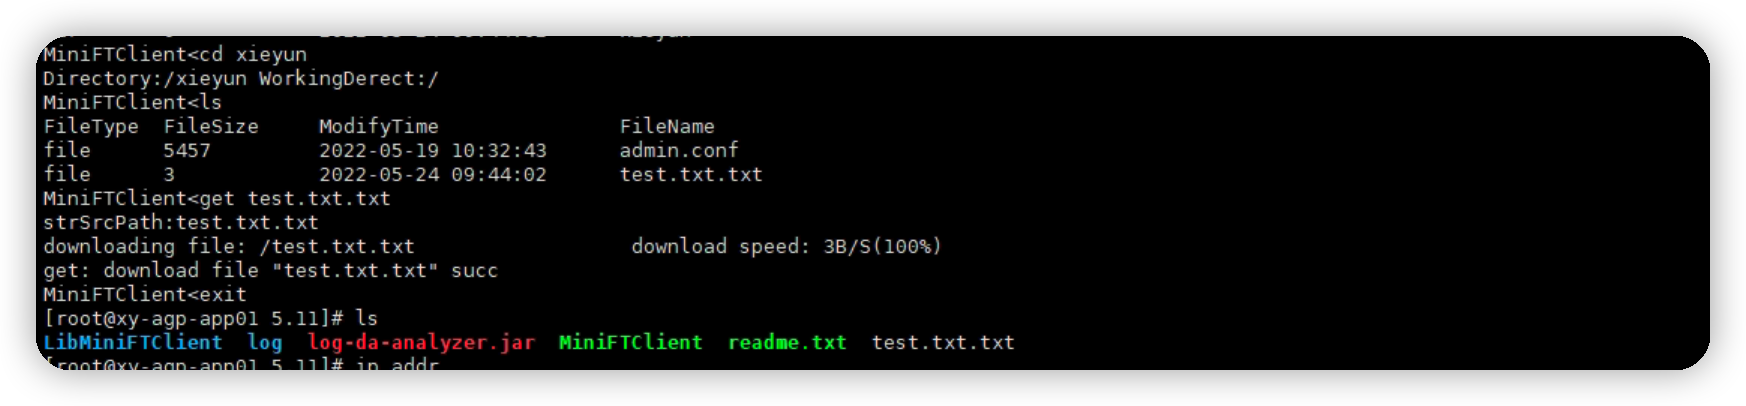 MiniFTClient<cd xieyun
Directory:/xieyun WorkingDerect:/
MiniFTClient<ls
FileType FileSize ModifyTime FileName
file 5457 2022-05-19 10:32:43 admin.conf
file 3 2022-05-24 09:44:02 test.txt.txt
MiniFTClient<get test.txt.txt
strSrcPath:test.txt.txt
downloading file: /test.txt.txt download speed: 3B/S(100%)
get: download file "test.txt.txt" succ
MiniFTClient<exit
[root@xy-agp-app01 5.11]# ls
LibMiniFTClient log log-da-analyzer.jar MiniFTClient readme.txt test.txt.txt
[root@xy-agp-app01 5.11]# ip addr